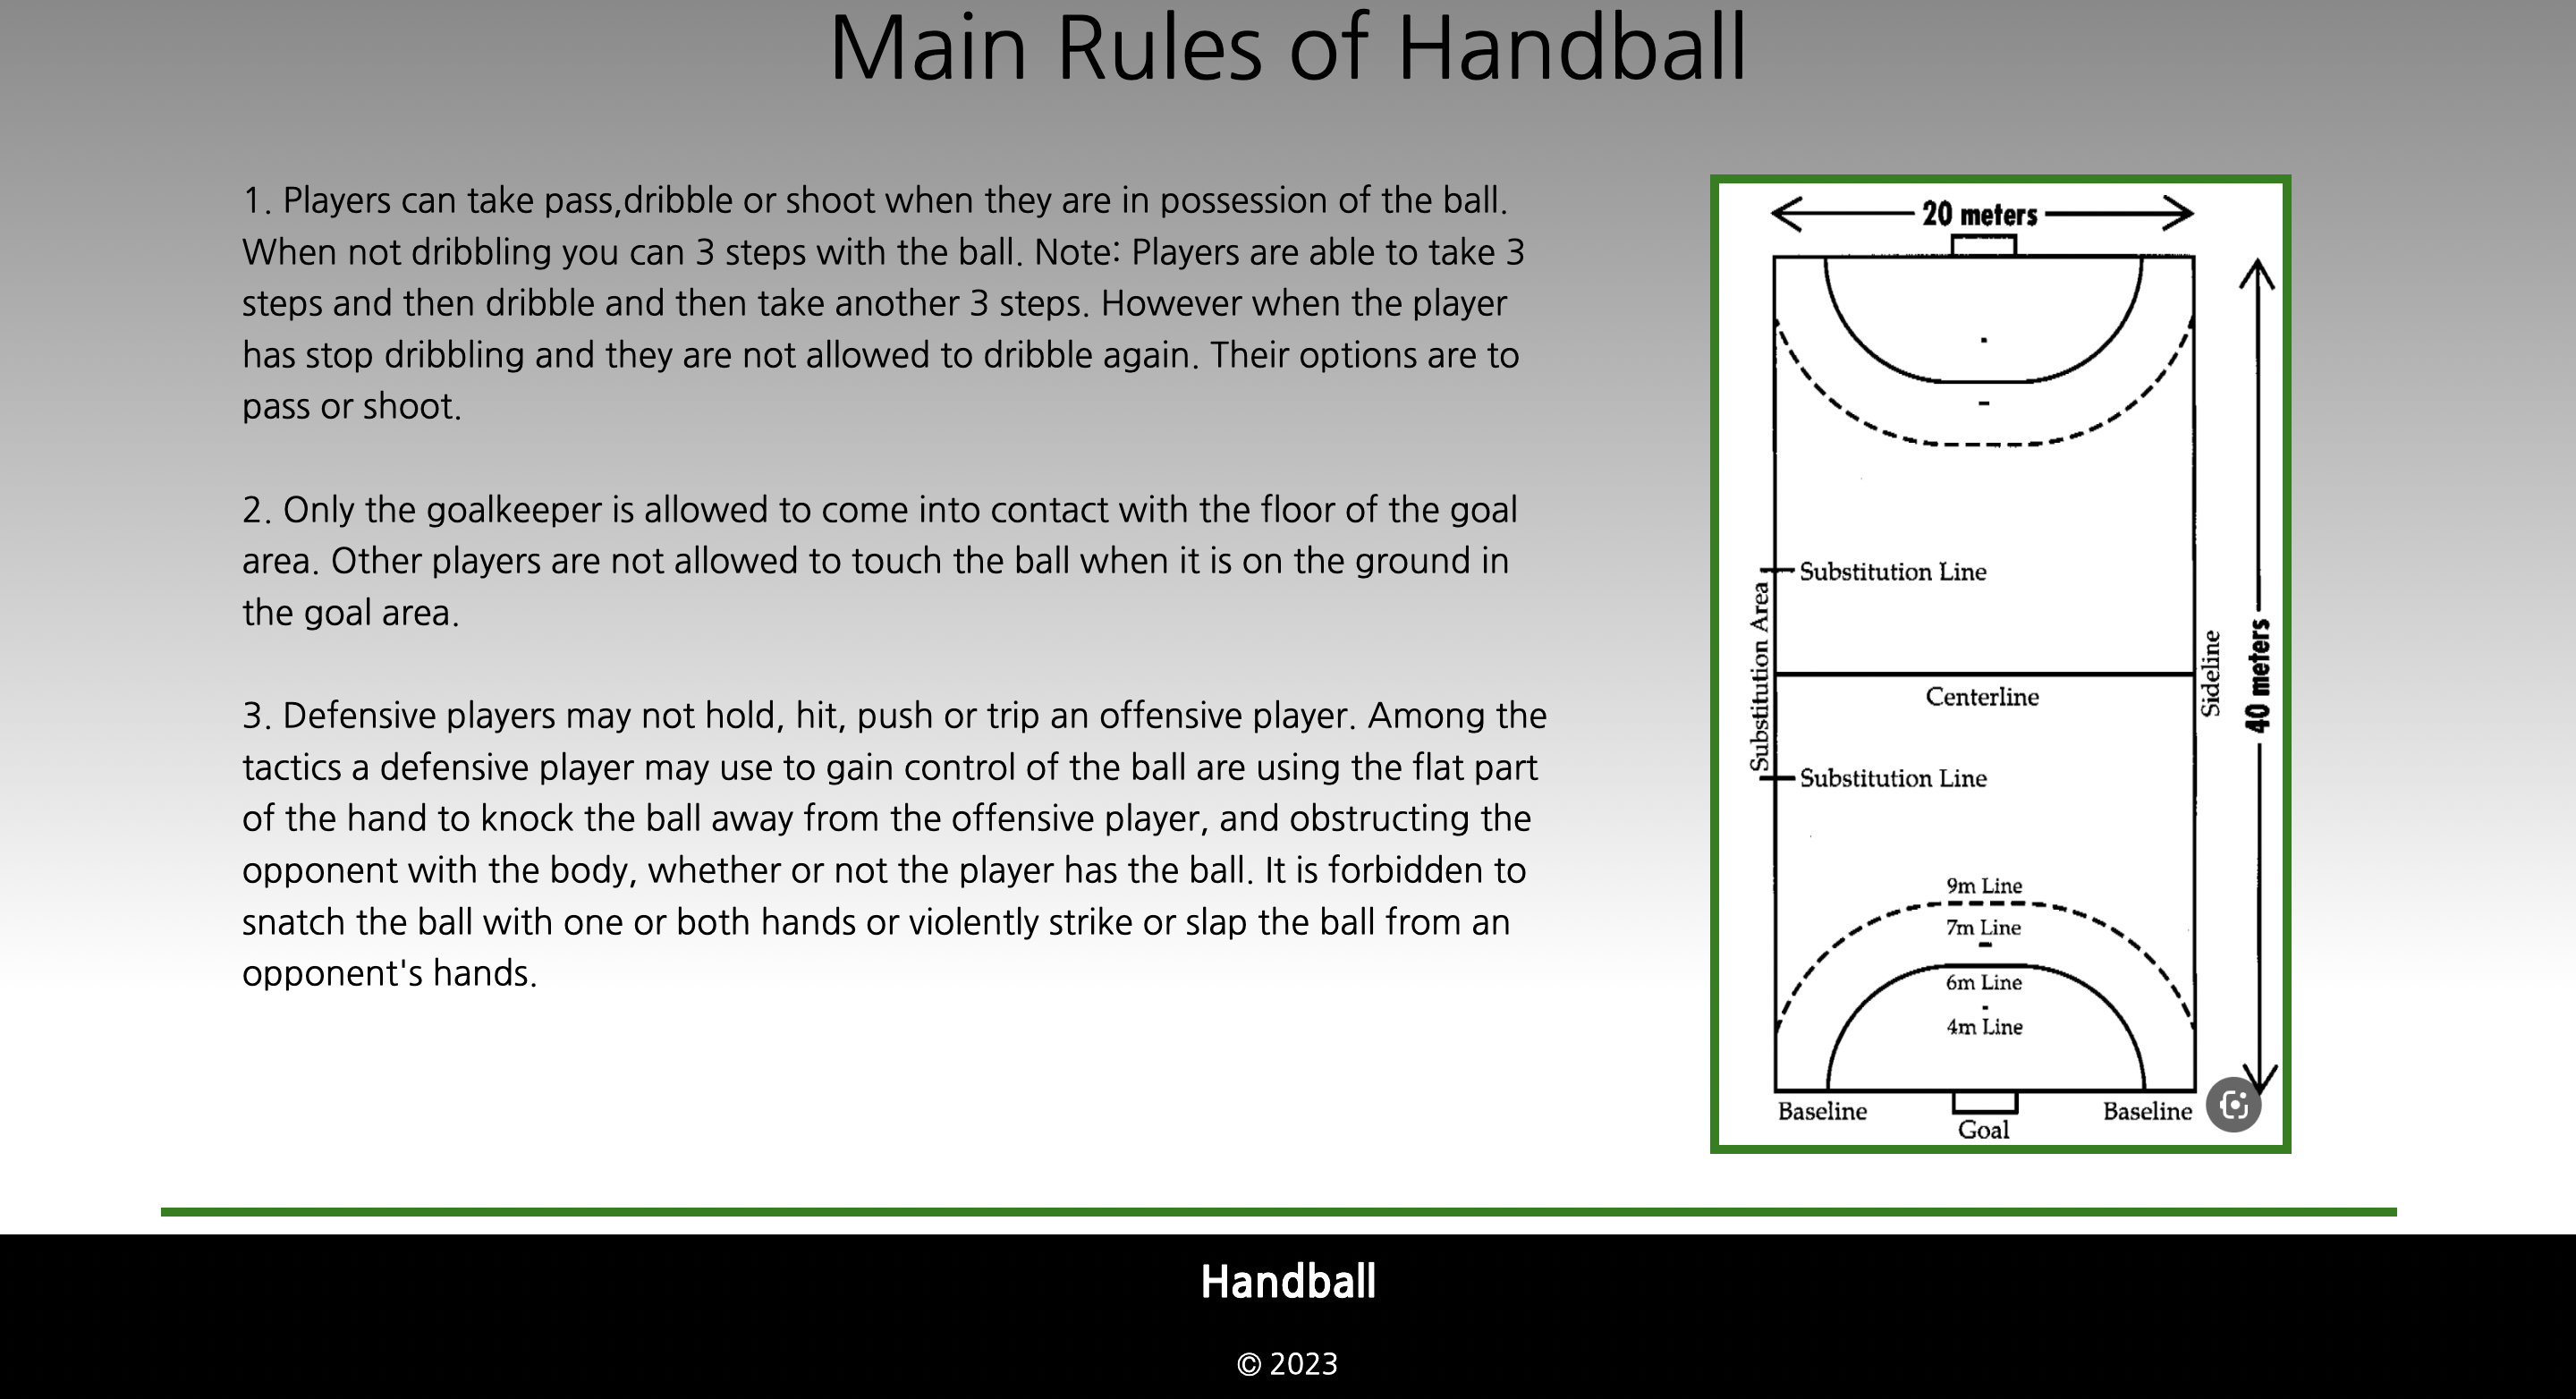 Main Rules of Handball
1. Players can take pass,dribble or shoot when they are in possession of the ball.
When not dribbling you can 3 steps with the ball. Note: Players are able to take 3
steps and then dribble and then take another 3 steps. However when the player
has stop dribbling and they are not allowed to dribble again. Their options are to
pass or shoot.
2. Only the goalkeeper is allowed to come into contact with the floor of the goal
area. Other players are not allowed to touch the ball when it is on the ground in
the goal area.
3. Defensive players may not hold, hit, push or trip an offensive player. Among the
tactics a defensive player may use to gain control of the ball are using the flat part
of the hand to knock the ball away from the offensive player, and obstructing the
opponent with the body, whether or not the player has the ball. It is forbidden to
snatch the ball with one or both hands or violently strike or slap the ball from an
opponent's hands.
20 meters
Substitution Line
Substitution Area
Centerline
Sideline
40 meters
Substitution Line
9m Line
7m Line
6m Line
4m Line
Baseline
Baseline
Goal
Handball
© 2023